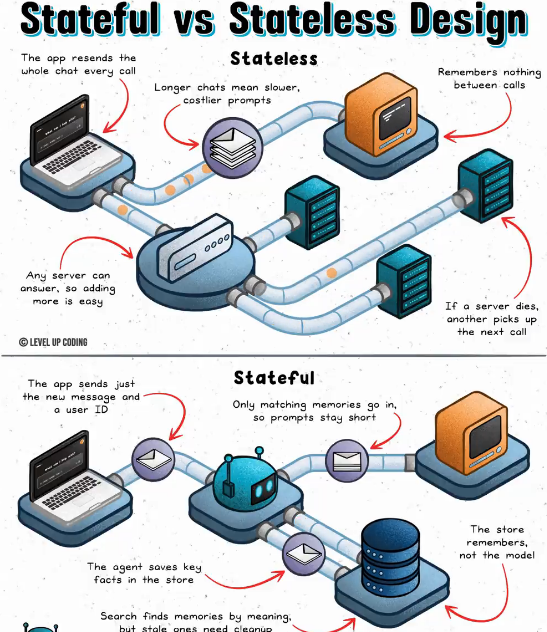 Stateful vs Stateless Design
Stateless
The app resends the
whole chat every call
Longer chats mean slower,
costlier prompts
Remembers nothing
between calls
Any server can
answer, so adding
more is easy
If a server dies,
another picks up
the next call
© LEVEL UP CODING
Stateful
The app sends just
the new message and
a user ID
Only matching memories go in,
so prompts stay short
The store
remembers,
not the model
The agent saves key
facts in the store
Search finds memories by meaning,
but stale ones need cleanup